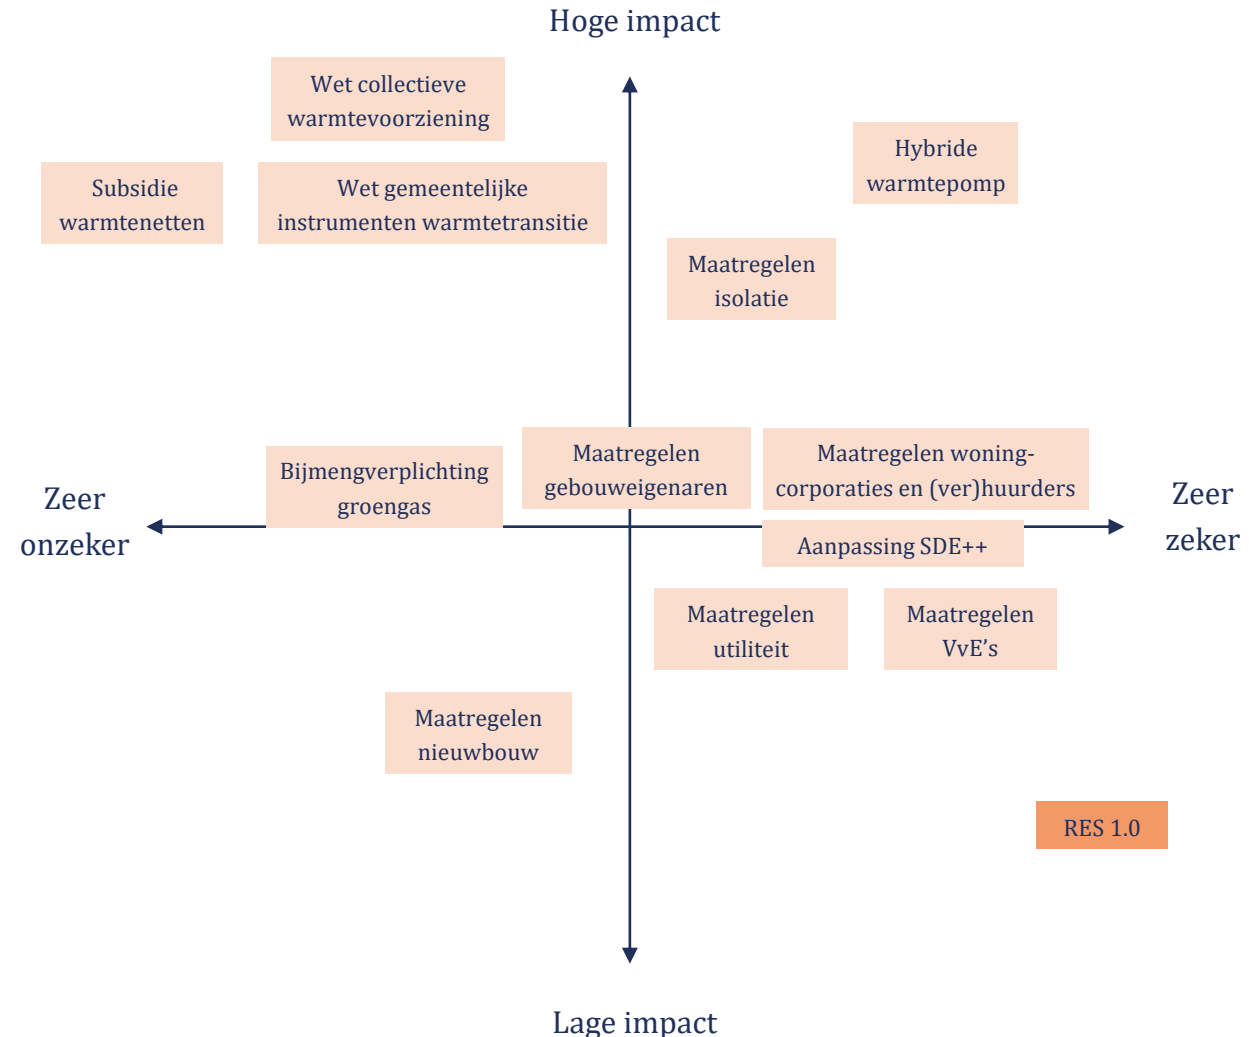 Hoge impact
Wet collectieve
warmtevoorziening
Hybride
warmtepomp
Subsidie
warmtenetten
Wet gemeentelijke
instrumenten warmtetransitie
Maatregelen
isolatie
Maatregelen
gebouweigenaren
Maatregelen woning-
corporaties en (ver)huurders
Bijmengverplichting
groengas
Zeer
onzeker
Zeer
zeker
Aanpassing SDE++
Maatregelen
utiliteit
Maatregelen
VvE’s
Maatregelen
nieuwbouw
RES 1.0
Lage impact